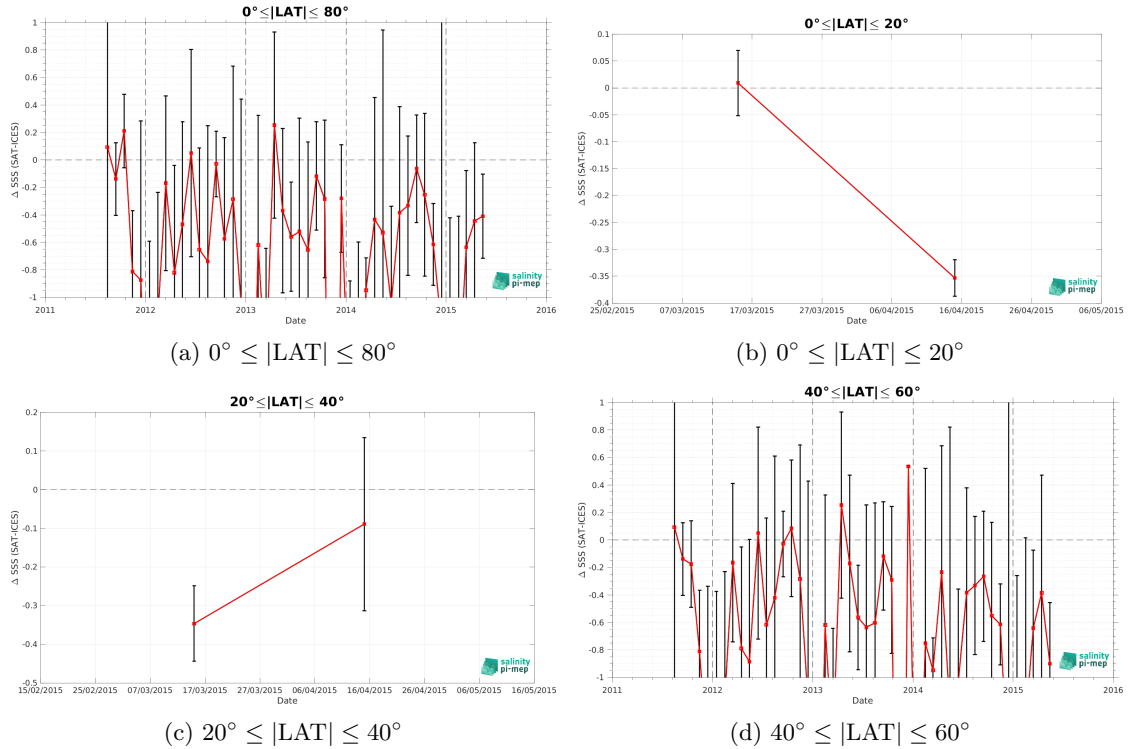 0°≤|LAT|≤ 80°
Δ SSS (SAT-ICES)
1
0.8
0.6
0.4
0.2
0
-0.2
-0.4
-0.6
-0.8
-1
2011 2012 2013 2014 2015 2016
Date
salinity
pi-mep
(a) 0° ≤ |LAT| ≤ 80°
0°≤|LAT|≤ 20°
Δ SSS (SAT-ICES)
0.1
0.05
0
-0.05
-0.1
-0.15
-0.2
-0.25
-0.3
-0.35
-0.4
25/02/2015 07/03/2015 17/03/2015 27/03/2015 06/04/2015 16/04/2015 26/04/2015 06/05/2015
Date
salinity
pi-mep
(b) 0° ≤ |LAT| ≤ 20°
20°≤|LAT|≤ 40°
Δ SSS (SAT-ICES)
0.2
0.1
0
-0.1
-0.2
-0.3
-0.4
-0.5
15/02/2015 25/02/2015 07/03/2015 17/03/2015 27/03/2015 06/04/2015 16/04/2015 26/04/2015 06/05/2015 16/05/2015
Date
salinity
pi-mep
(c) 20° ≤ |LAT| ≤ 40°
40°≤|LAT|≤ 60°
Δ SSS (SAT-ICES)
1
0.8
0.6
0.4
0.2
0
-0.2
-0.4
-0.6
-0.8
-1
2011 2012 2013 2014 2015 2016
Date
salinity
pi-mep
(d) 40° ≤ |LAT| ≤ 60°